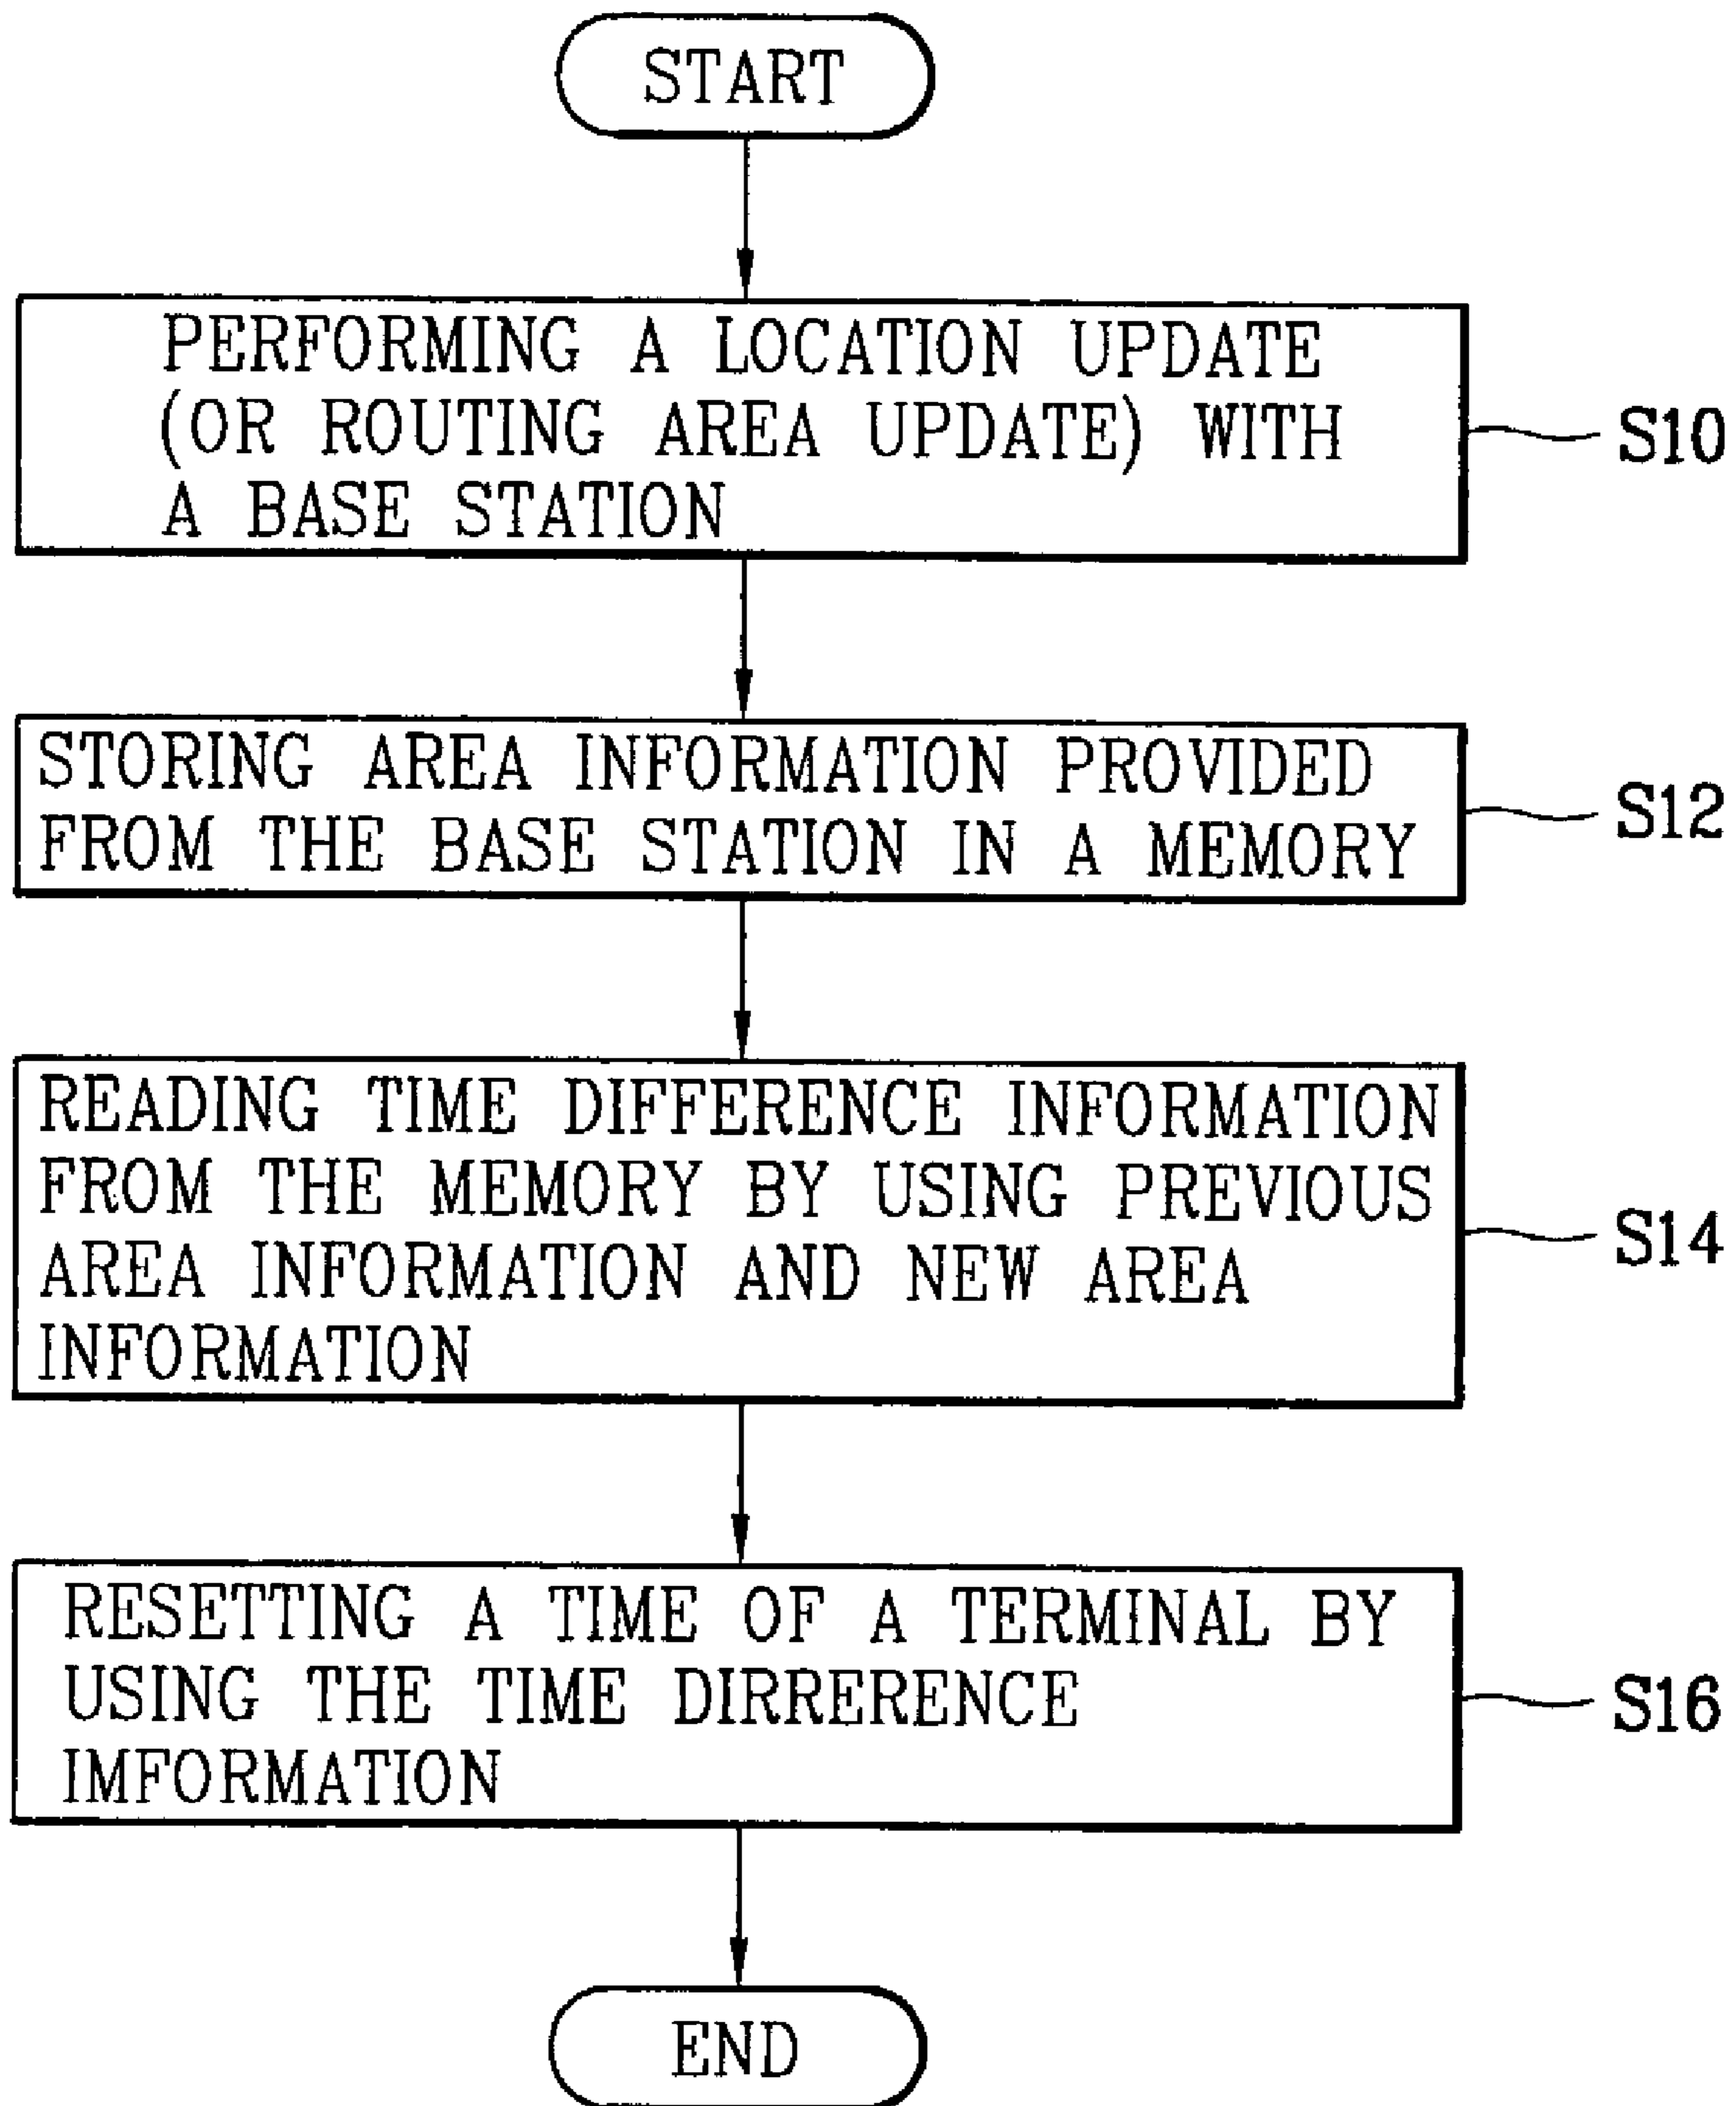 START
PERFORMING A LOCATION UPDATE
(OR ROUTING AREA UPDATE) WITH
A BASE STATION
S10
STORING AREA INFORMATION PROVIDED
FROM THE BASE STATION IN A MEMORY
S12
READING TIME DIFFERENCE INFORMATION
FROM THE MEMORY BY USING PREVIOUS
AREA INFORMATION AND NEW AREA
INFORMATION
S14
RESETTING A TIME OF A TERMINAL BY
USING THE TIME DIRRERENCE
IMFORMATION
S16
END